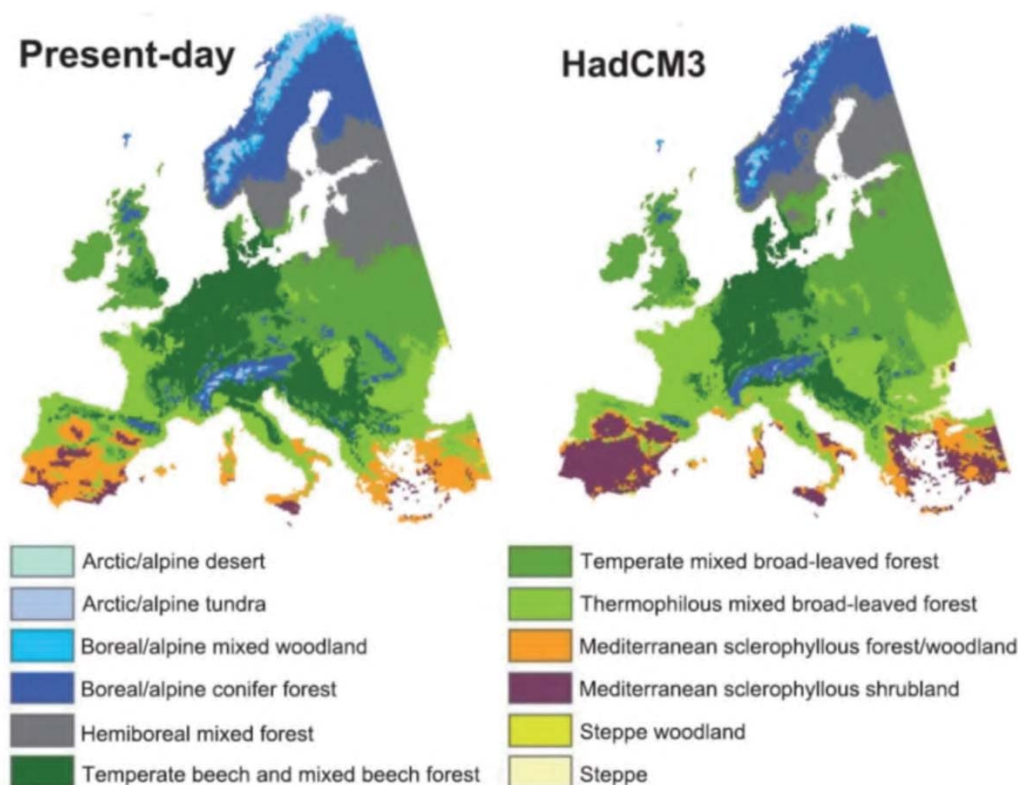 Present-day
HadCM3
Arctic/alpine desert
Arctic/alpine tundra
Boreal/alpine mixed woodland
Boreal/alpine conifer forest
Hemiboreal mixed forest
Temperate beech and mixed beech forest
Temperate mixed broad-leaved forest
Thermophilous mixed broad-leaved forest
Mediterranean sclerophyllous forest/woodland
Mediterranean sclerophyllous shrubland
Steppe woodland
Steppe